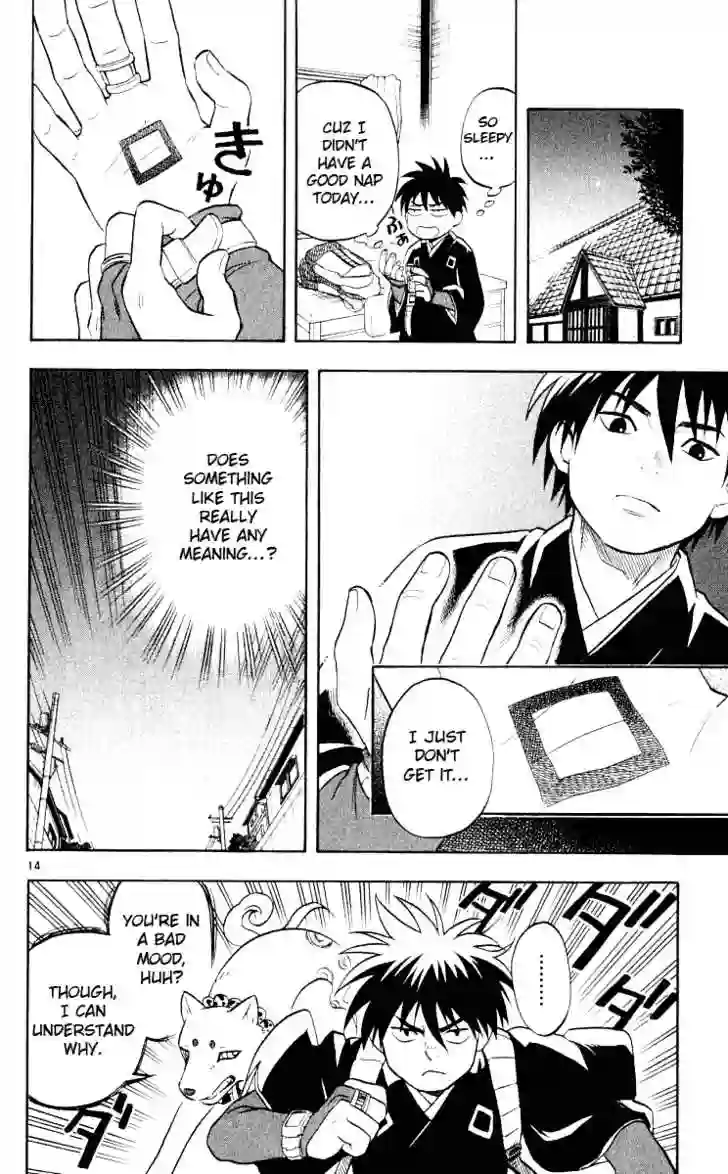 SO
SLEEPY
...
CUZ I
DIDN'T
HAVE A
GOOD NAP
TODAY...
ふぁ
きゅ
I JUST
DON'T
GET IT...
DOES
SOMETHING
LIKE THIS
REALLY
HAVE ANY
MEANING...?
14
ダダダ
ダ
........
YOU'RE IN
A BAD
MOOD,
HUH?
THOUGH,
I CAN
UNDERSTAND
WHY.
ダ